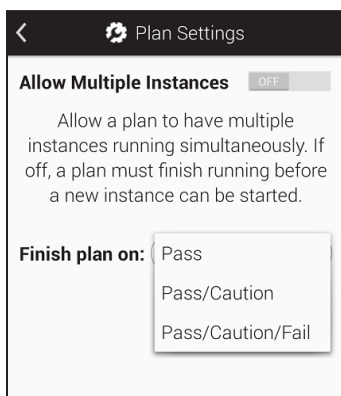 Plan Settings
Allow Multiple Instances OFF
Allow a plan to have multiple
instances running simultaneously. If
off, a plan must finish running before
a new instance can be started.
Finish plan on: Pass
Pass/Caution
Pass/Caution/Fail